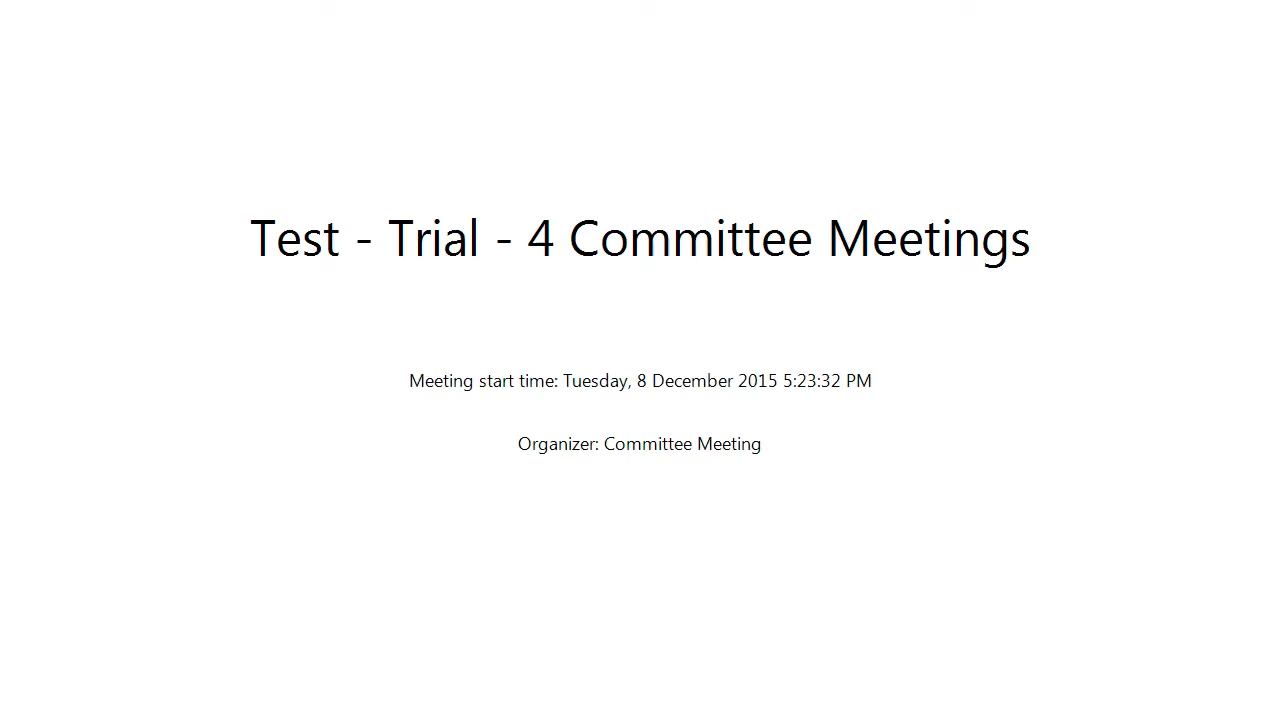 Test - Trial - 4 Committee Meetings
Meeting start time: Tuesday, 8 December 2015 5:23:32 PM
Organizer: Committee Meeting